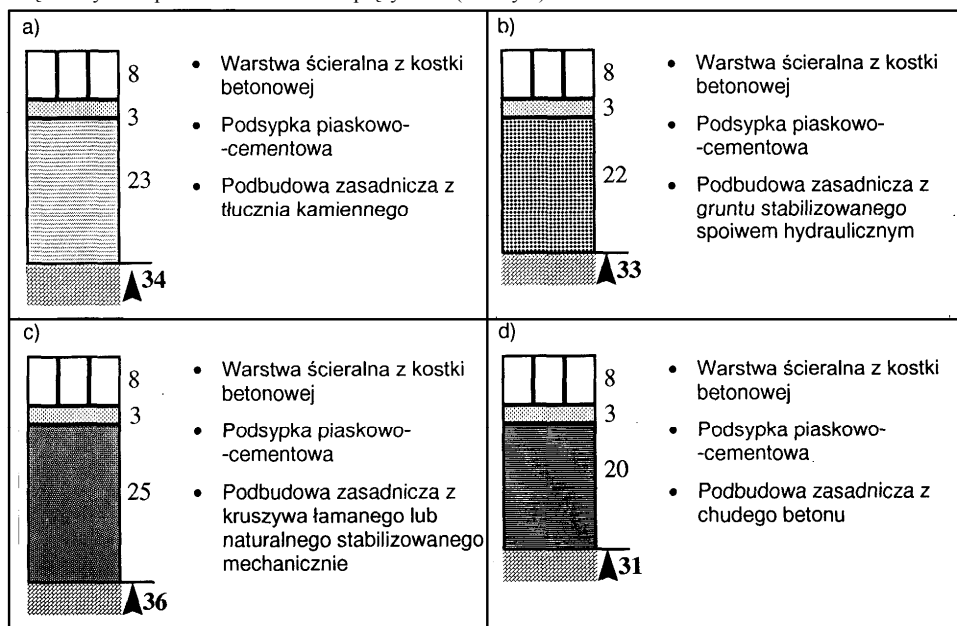 a)
8
3
23
34
• Warstwa ścieralna z kostki
betonowej
• Podsypka piaskowo-
-cementowa
• Podbudowa zasadnicza z
tłucznia kamiennego
b)
8
3
22
33
• Warstwa ścieralna z kostki
betonowej
• Podsypka piaskowo-
-cementowa
• Podbudowa zasadnicza z
gruntu stabilizowanego
spoiwem hydraulicznym
c)
8
3
25
36
• Warstwa ścieralna z kostki
betonowej
• Podsypka piaskowo-
-cementowa
• Podbudowa zasadnicza z
kruszywa łamanego lub
naturalnego stabilizowanego
mechanicznie
d)
8
3
20
31
• Warstwa ścieralna z kostki
betonowej
• Podsypka piaskowo-
-cementowa
• Podbudowa zasadnicza z
chudego betonu